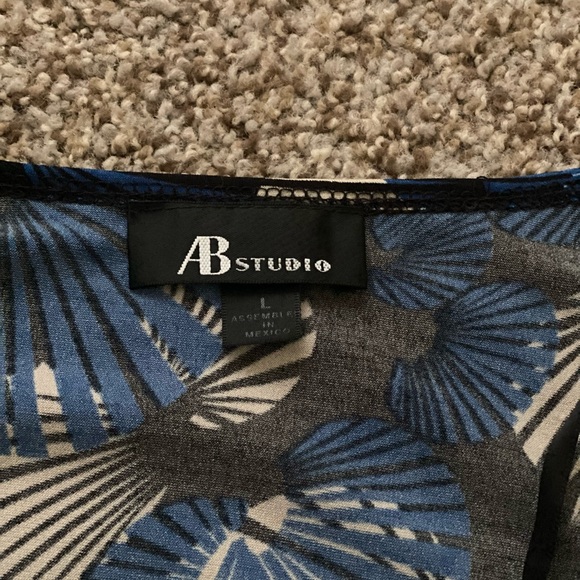 AB STUDIO
L
ASSEMBLED
IN
MEXICO